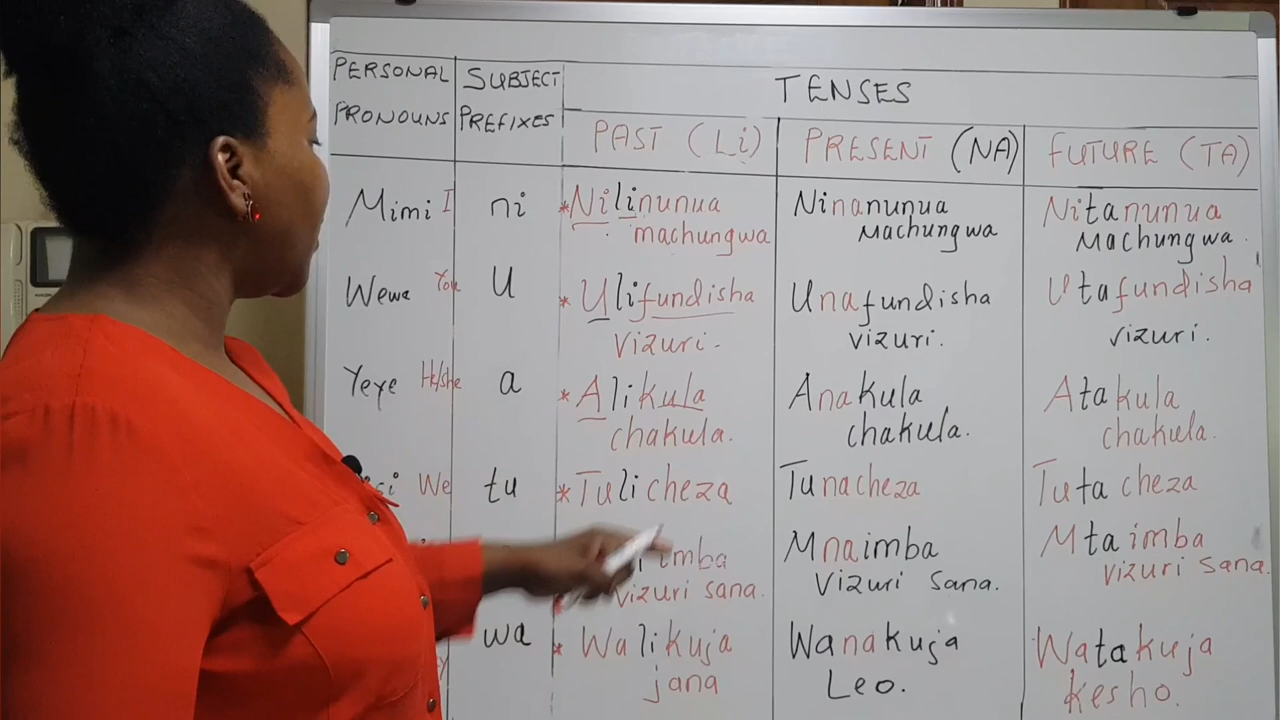 PERSONAL PRONOUNS
SUBJECT PREFIXES
TENSES
PAST (Li)
PRESENT (NA)
FUTURE (TA)
Mimi I
ni
*Nilinunua
machungwa
Ninanunua
Machungwa
Nitanunua
Machungwa.
Wewe You
U
*Ulifundisha
vizuri.
Unafundisha
vizuri.
Utafundisha
vizuri.
Yeye He/she
a
*Alikula
chakula.
Anakula
chakula.
Atakula
chakula.
We
tu
*Tulicheza
Tunacheza
Tutacheza
imba
vizuri sana.
Mnaimba
Vizuri Sana.
Mtaimba
vizuri Sana.
wa
*Walikuja
jana
Wanakuja
Leo.
Watakuja
kesho.